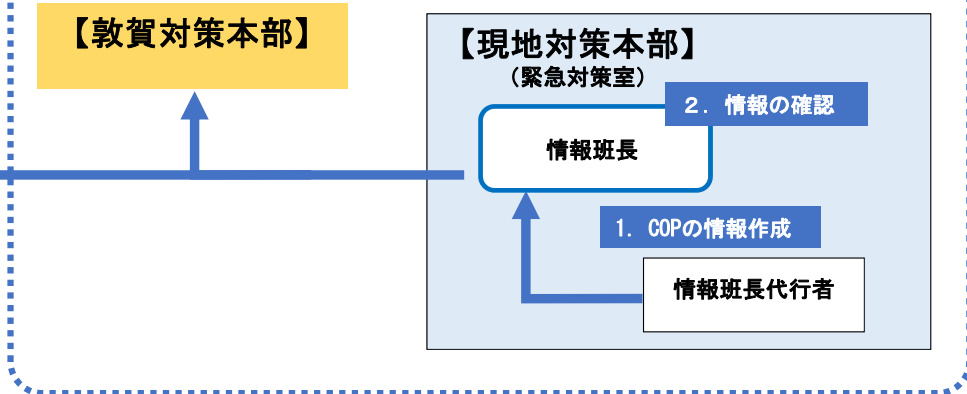 【敦賀対策本部】
【現地対策本部】
（緊急対策室）
２．情報の確認
情報班長
1. COPの情報作成
情報班長代行者